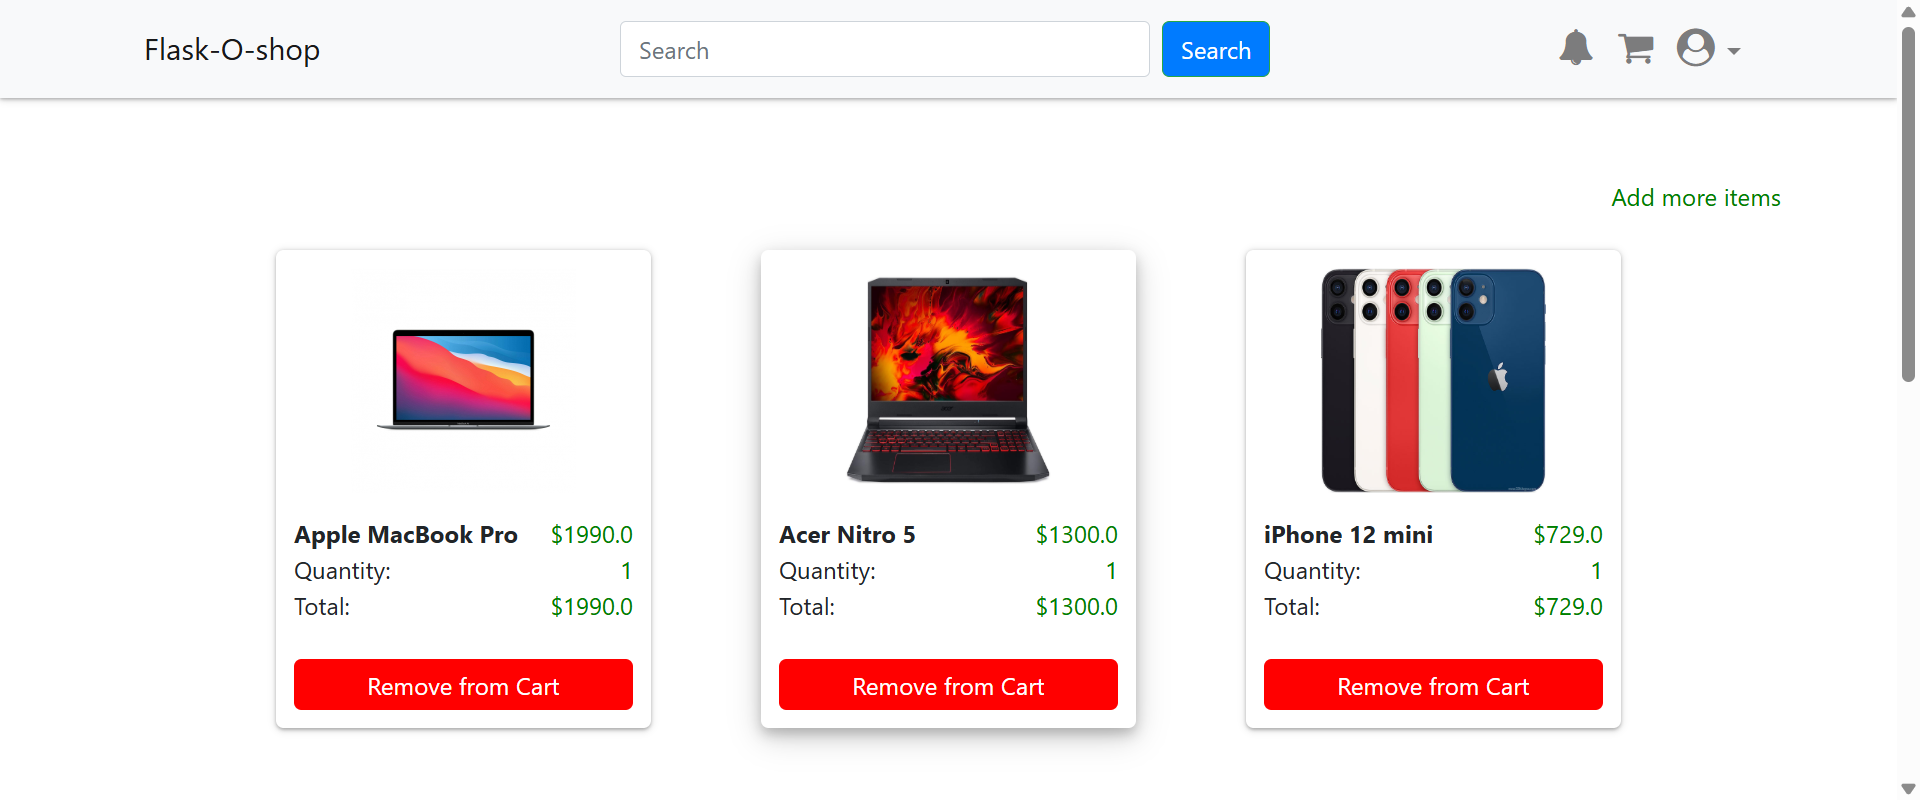 Flask-O-shop
Search
Search
Add more items
Apple MacBook Pro $1990.0
Quantity: 1
Total: $1990.0
Remove from Cart
Acer Nitro 5 $1300.0
Quantity: 1
Total: $1300.0
Remove from Cart
iPhone 12 mini $729.0
Quantity: 1
Total: $729.0
Remove from Cart